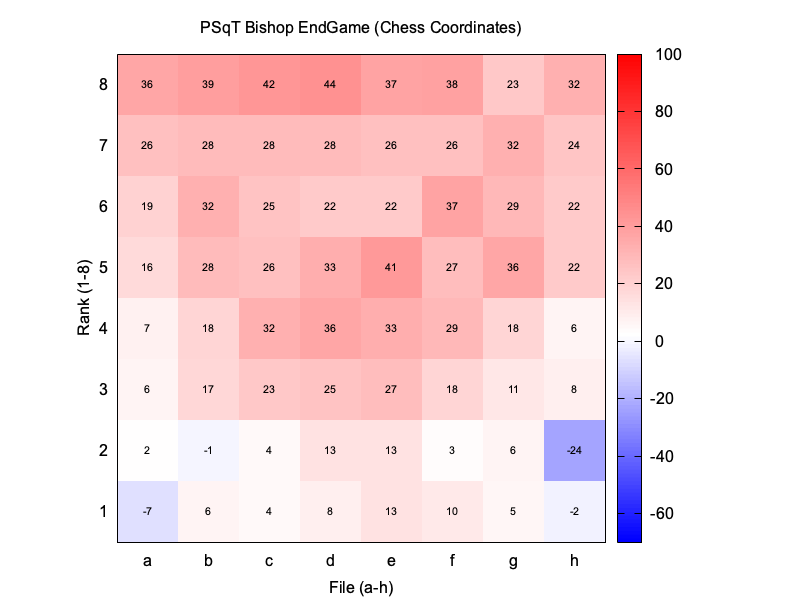 PSqT Bishop EndGame (Chess Coordinates)
100
8 36 39 42 44 37 38 23 32
80
7 26 28 28 28 26 26 32 24
60
6 19 32 25 22 22 37 29 22
40
5 16 28 26 33 41 27 36 22
20
Rank (1-8)
4 7 18 32 36 33 29 18 6
0
3 6 17 23 25 27 18 11 8
-20
2 2 -1 4 13 13 3 6 -24
-40
1 -7 6 4 8 13 10 5 -2
-60
a b c d e f g h
File (a-h)